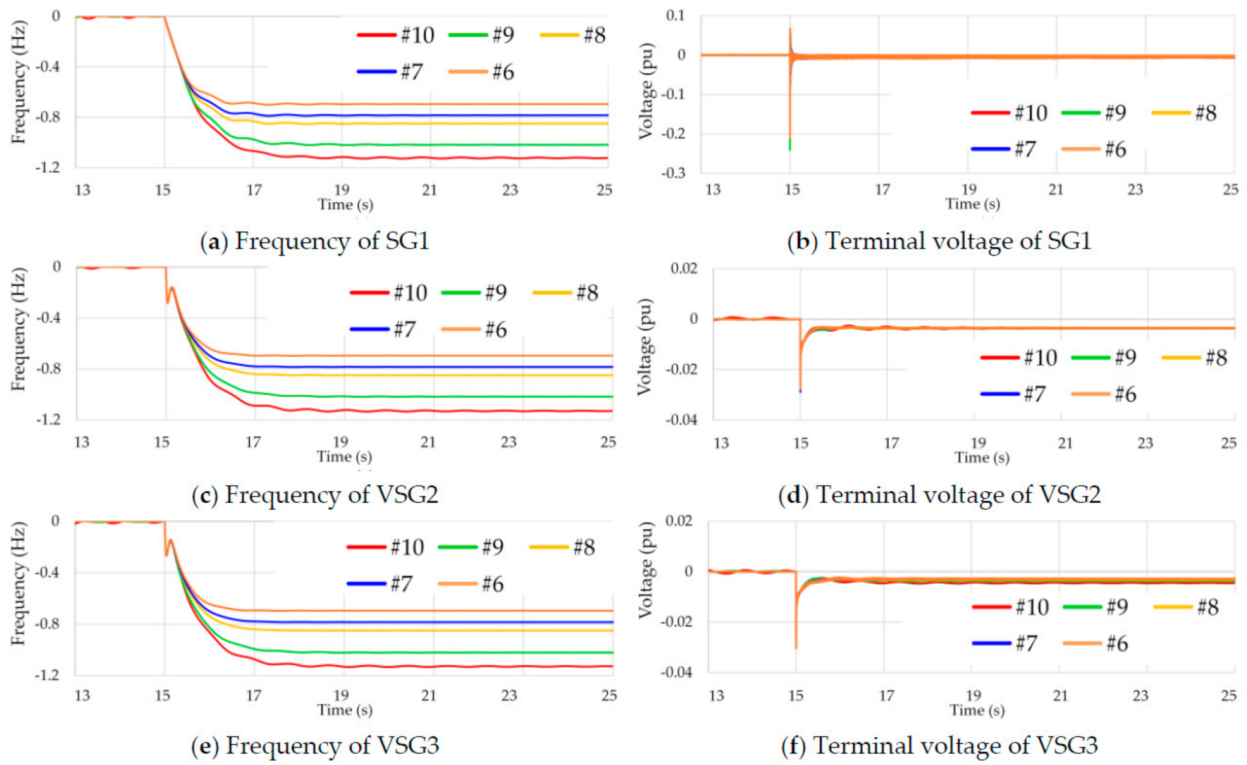 Frequency (Hz)
0
-0.4
-0.8
-1.2
#10 #9 #8
#7 #6
13 15 17 19 21 23 25
Time (s)
(a) Frequency of SG1
Voltage (pu)
0.1
0
-0.1
-0.2
-0.3
#10 #9 #8
#7 #6
13 15 17 19 21 23 25
Time (s)
(b) Terminal voltage of SG1
Frequency (Hz)
0
-0.4
-0.8
-1.2
#10 #9 #8
#7 #6
13 15 17 19 21 23 25
Time (s)
(c) Frequency of VSG2
Voltage (pu)
0.02
0
-0.02
-0.04
#10 #9 #8
#7 #6
13 15 17 19 21 23 25
Time (s)
(d) Terminal voltage of VSG2
Frequency (Hz)
0
-0.4
-0.8
-1.2
#10 #9 #8
#7 #6
13 15 17 19 21 23 25
Time (s)
(e) Frequency of VSG3
Voltage (pu)
0.02
0
-0.02
-0.04
#10 #9 #8
#7 #6
13 15 17 19 21 23 25
Time (s)
(f) Terminal voltage of VSG3